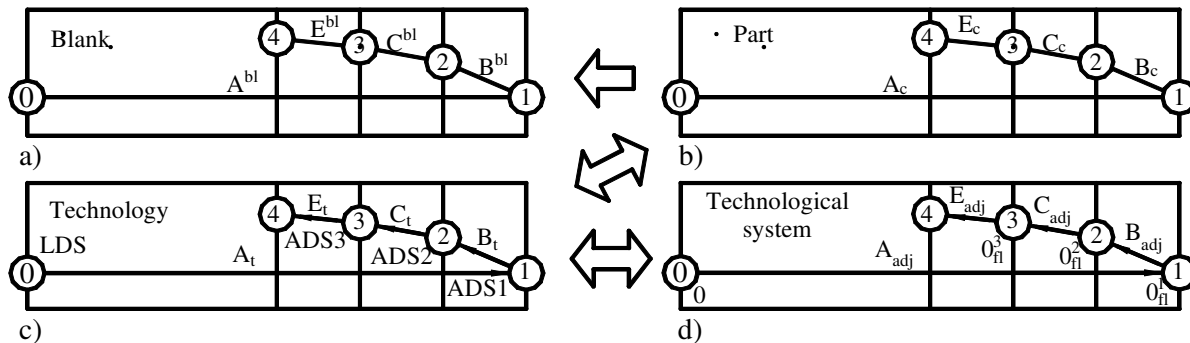 Blank
4
E^bl
3
C^bl
2
B^bl
A^bl
0
1
a)
Part
4
E_c
3
C_c
2
B_c
A_c
0
1
b)
Technology
LDS
4
E_t
3
C_t
2
B_t
ADS3
ADS2
A_t
0
1
ADS1
c)
Technological
system
4
E_adj
3
C_adj
2
B_adj
0_fl^3
0_fl^2
A_adj
0
1
0
0_fl^1
d)